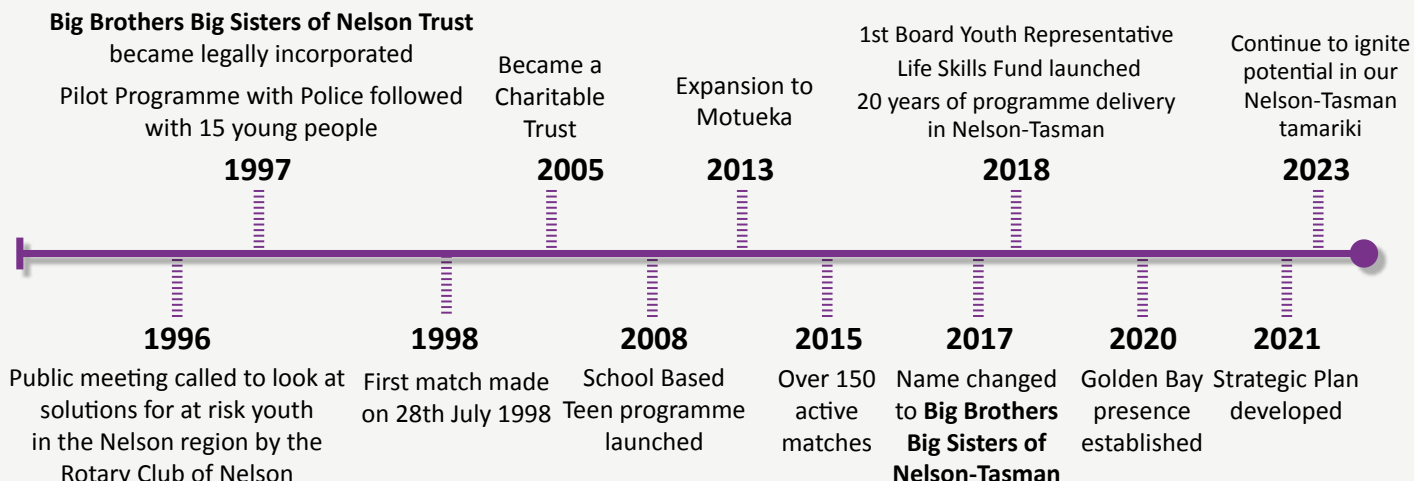 Big Brothers Big Sisters of Nelson Trust
became legally incorporated
Pilot Programme with Police followed
with 15 young people
1997
Became a
Charitable
Trust
2005
Expansion to
Motueka
2013
1st Board Youth Representative
Life Skills Fund launched
20 years of programme delivery
in Nelson-Tasman
2018
Continue to ignite
potential in our
Nelson-Tasman
tamariki
2023
1996
Public meeting called to look at
solutions for at risk youth
in the Nelson region by the
Rotary Club of Nelson
1998
First match made
on 28th July 1998
2008
School Based
Teen programme
launched
2015
Over 150
active
matches
2017
Name changed
to Big Brothers
Big Sisters of
Nelson-Tasman
2020
Golden Bay
presence
established
2021
Strategic Plan
developed